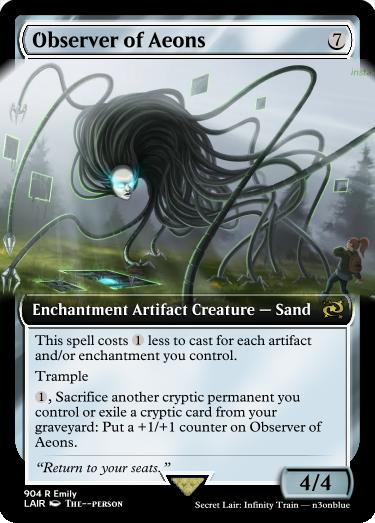 Observer of Aeons
7
insta
Enchantment Artifact Creature — Sand
This spell costs 1 less to cast for each artifact
and/or enchantment you control.
Trample
1, Sacrifice another cryptic permanent you
control or exile a cryptic card from your
graveyard: Put a +1/+1 counter on Observer of
Aeons.
“Return to your seats.”
4/4
904 R Emily
LAIR THE--PERSON
Secret Lair: Infinity Train — n3onblue